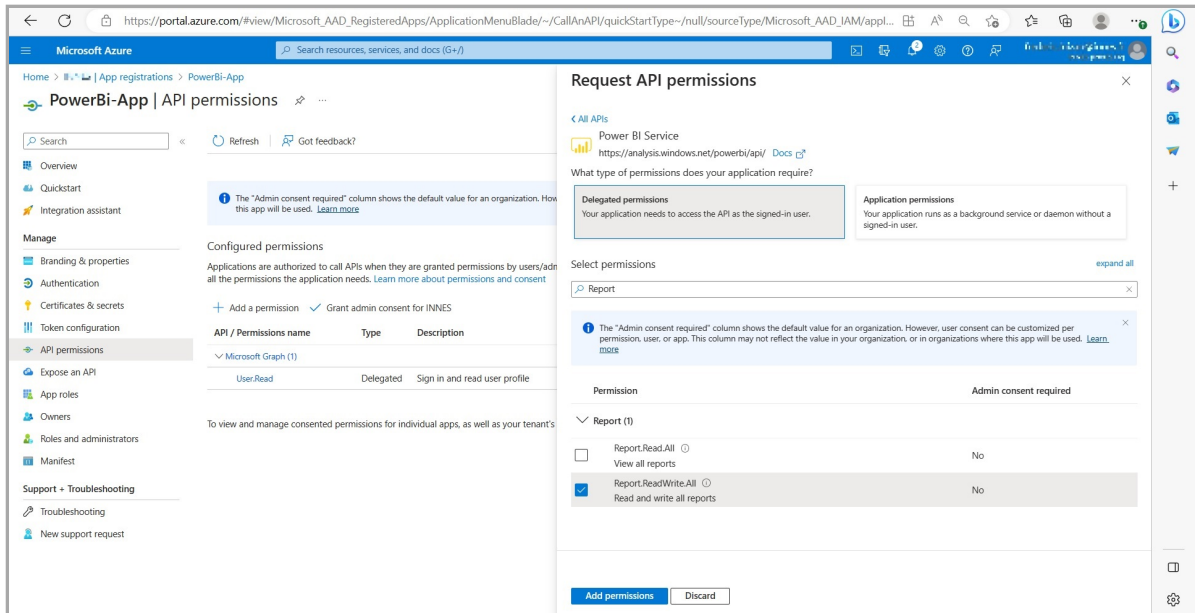 https://portal.azure.com/#view/Microsoft_AAD_RegisteredApps/ApplicationMenuBlade/~/CallAnAPI/quickStartType~/null/sourceType/Microsoft_AAD_IAM/appl...
Microsoft Azure
Search resources, services, and docs (G+/)
2
Home > | App registrations > PowerBi-App
PowerBi-App | API permissions
...
Search
«
Overview
Quickstart
Integration assistant
Manage
Branding & properties
Authentication
Certificates & secrets
Token configuration
API permissions
Expose an API
App roles
Owners
Roles and administrators
Manifest
Support + Troubleshooting
Troubleshooting
New support request
Refresh
Got feedback?
The "Admin consent required" column shows the default value for an organization. How
this app will be used. Learn more
Configured permissions
Applications are authorized to call APIs when they are granted permissions by users/adn
all the permissions the application needs. Learn more about permissions and consent
Add a permission
Grant admin consent for INNES
API / Permissions name Type Description
Microsoft Graph (1)
User.Read Delegated Sign in and read user profile
To view and manage consented permissions for individual apps, as well as your tenant's
Request API permissions
All APIs
Power BI Service
https://analysis.windows.net/powerbi/api/ Docs
What type of permissions does your application require?
Delegated permissions
Your application needs to access the API as the signed-in user.
Application permissions
Your application runs as a background service or daemon without a
signed-in user.
Select permissions expand all
Report
The "Admin consent required" column shows the default value for an organization. However, user consent can be customized per
permission, user, or app. This column may not reflect the value in your organization, or in organizations where this app will be used. Learn
more
Permission Admin consent required
Report (1)
Report.Read.All
View all reports
No
Report.ReadWrite.All
Read and write all reports
No
Add permissions
Discard